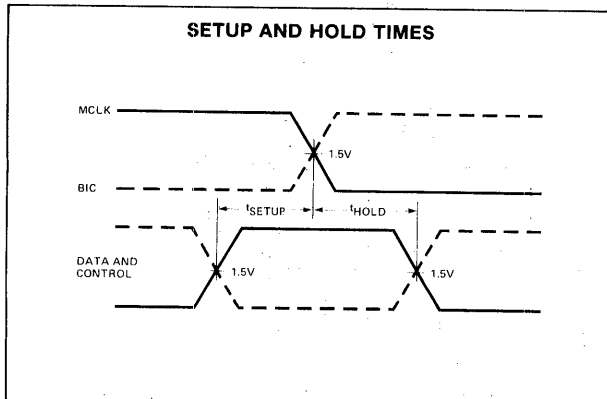 SETUP AND HOLD TIMES
MCLK
1.5V
BIC
tSETUP
tHOLD
DATA AND
CONTROL
1.5V
1.5V